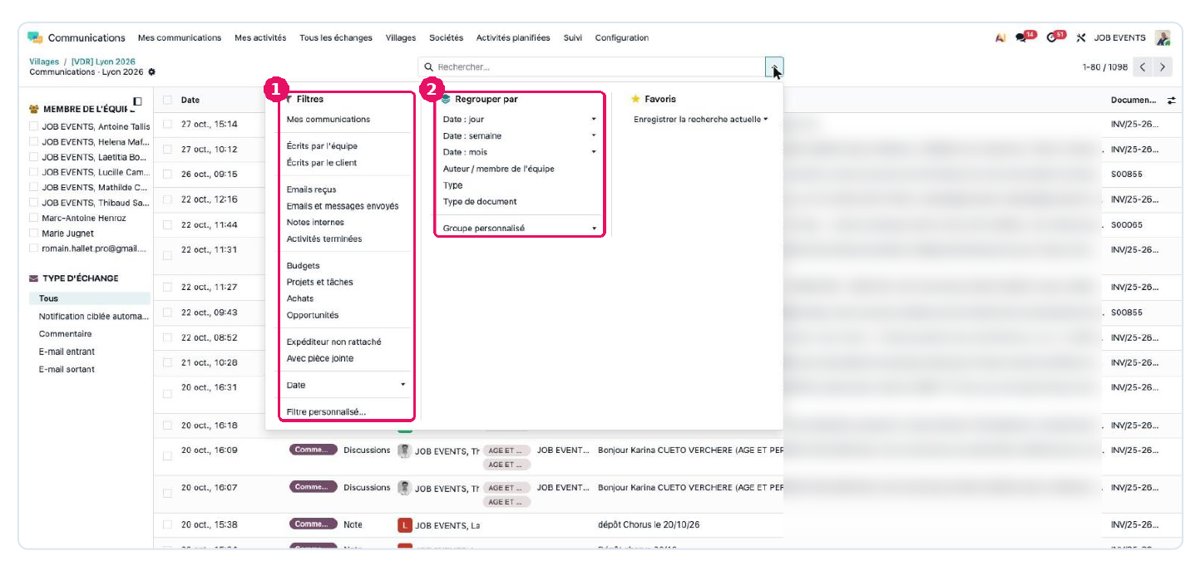 Communications Mes communications Mes activités Tous les échanges Villages Sociétés Activités planifiées Suivi Configuration 14 51 JOB EVENTS
Villages / [VDR] Lyon 2026
Communications - Lyon 2026
Rechercher...
1-80 / 1098
1 Filtres
Mes communications
Écrits par l'équipe
Écrits par le client
Emails reçus
Emails et messages envoyés
Notes internes
Activités terminées
Budgets
Projets et tâches
Achats
Opportunités
Expéditeur non rattaché
Avec pièce jointe
Date
Filtre personnalisé...
2 Regrouper par
Date : jour
Date : semaine
Date : mois
Auteur / membre de l'équipe
Type
Type de document
Groupe personnalisé
Favoris
Enregistrer la recherche actuelle
MEMBRE DE L'ÉQUI...
JOB EVENTS, Antoine Tallis
JOB EVENTS, Helena Maf...
JOB EVENTS, Laetitia Bo...
JOB EVENTS, Lucille Cam...
JOB EVENTS, Mathilde C...
JOB EVENTS, Thibaud Sa...
Marc-Antoine Henroz
Marie Jugnet
romain.hallet.pro@gmail....
TYPE D'ÉCHANGE
Tous
Notification ciblée automa...
Commentaire
E-mail entrant
E-mail sortant
Date Documen...
27 oct., 15:14 INV/25-26...
27 oct., 10:12 INV/25-26...
26 oct., 09:15 S00855
22 oct., 12:16 INV/25-26...
22 oct., 11:44 S00065
22 oct., 11:31 INV/25-26...
22 oct., 11:27 INV/25-26...
22 oct., 09:43 S00855
22 oct., 08:52 INV/25-26...
21 oct., 10:28 INV/25-26...
20 oct., 16:31 INV/25-26...
20 oct., 16:18 INV/25-26...
20 oct., 16:09 Comme... Discussions JOB EVENTS, Th AGE ET ... JOB EVENT... Bonjour Karina CUETO VERCHERE (AGE ET PER INV/25-26...
AGE ET ...
20 oct., 16:07 Comme... Discussions JOB EVENTS, Th AGE ET ... JOB EVENT... Bonjour Karina CUETO VERCHERE (AGE ET PER INV/25-26...
AGE ET ...
20 oct., 15:38 Comme... Note L JOB EVENTS, La dépôt Chorus le 20/10/26 INV/25-26...